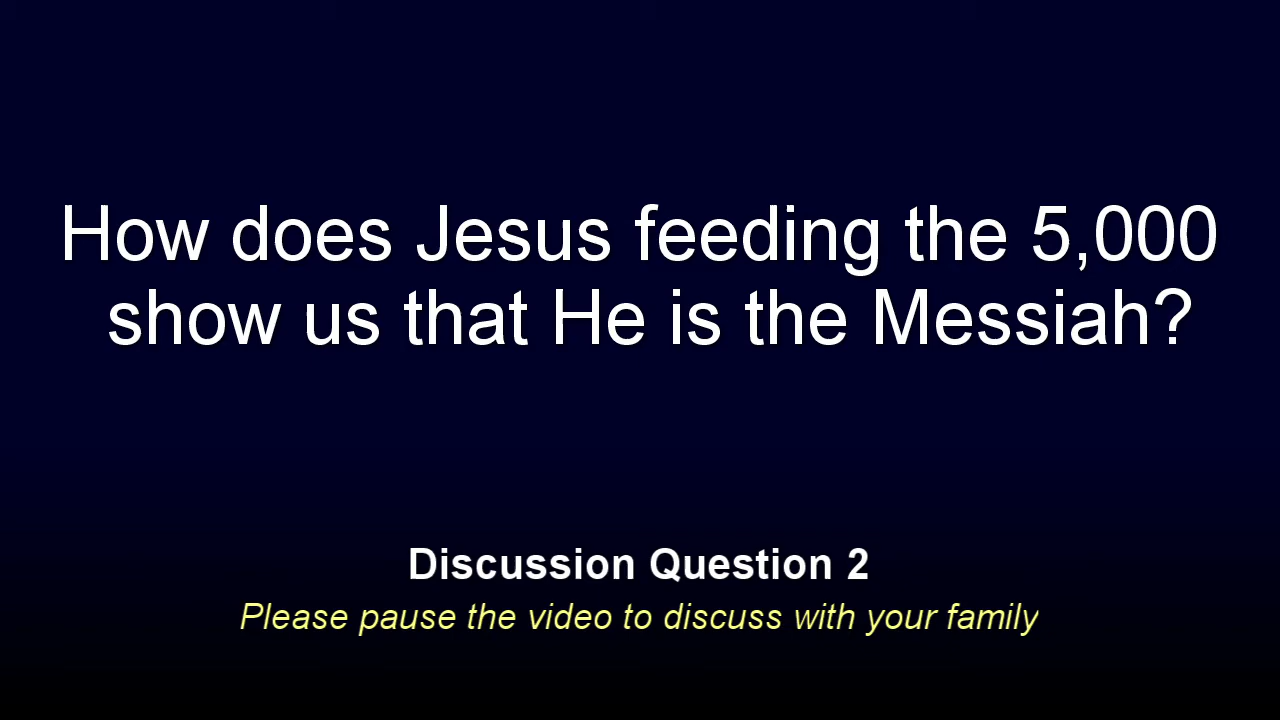 How does Jesus feeding the 5,000
show us that He is the Messiah?
Discussion Question 2
Please pause the video to discuss with your family